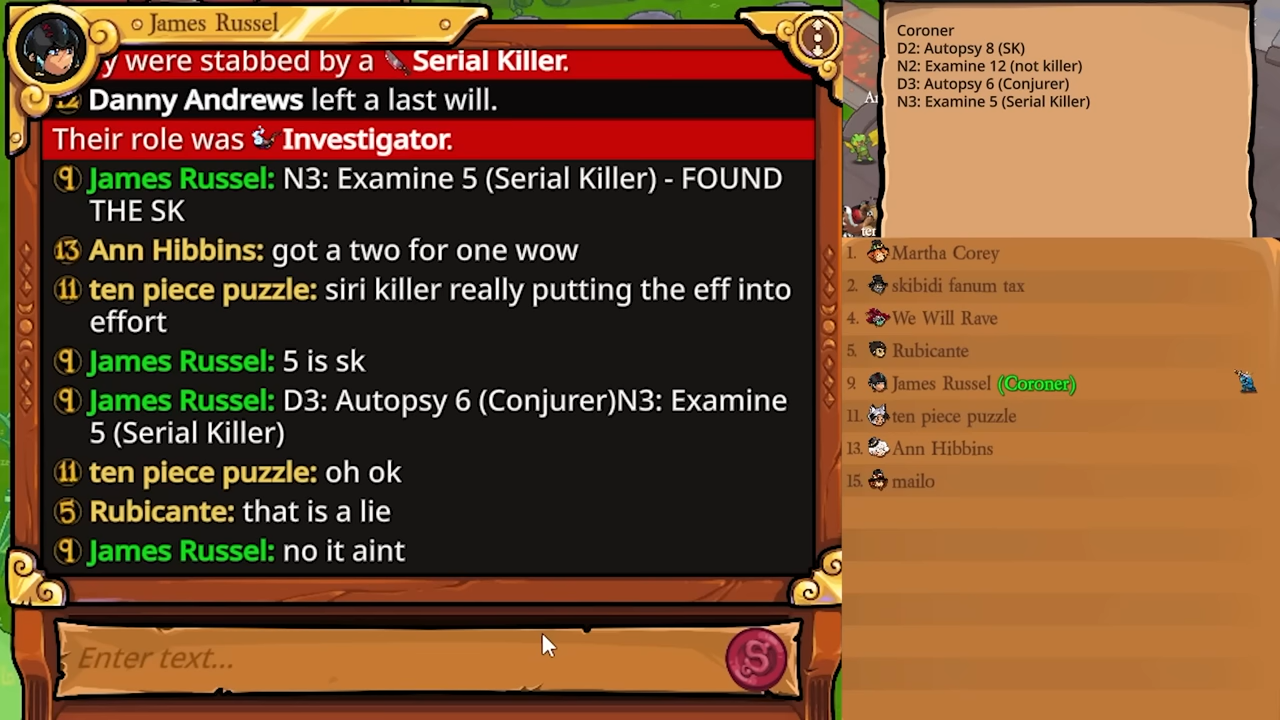 James Russel
y were stabbed by a Serial Killer.
12 Danny Andrews left a last will.
Their role was Investigator.
9 James Russel: N3: Examine 5 (Serial Killer) - FOUND
THE SK
13 Ann Hibbins: got a two for one wow
11 ten piece puzzle: siri killer really putting the eff into
effort
9 James Russel: 5 is sk
9 James Russel: D3: Autopsy 6 (Conjurer)N3: Examine
5 (Serial Killer)
11 ten piece puzzle: oh ok
5 Rubicante: that is a lie
9 James Russel: no it aint
Enter text...
S
Coroner
D2: Autopsy 8 (SK)
N2: Examine 12 (not killer)
D3: Autopsy 6 (Conjurer)
N3: Examine 5 (Serial Killer)
1. Martha Corey
2. skibidi fanum tax
4. We Will Rave
5. Rubicante
9. James Russel (Coroner)
11. ten piece puzzle
13. Ann Hibbins
15. mailo